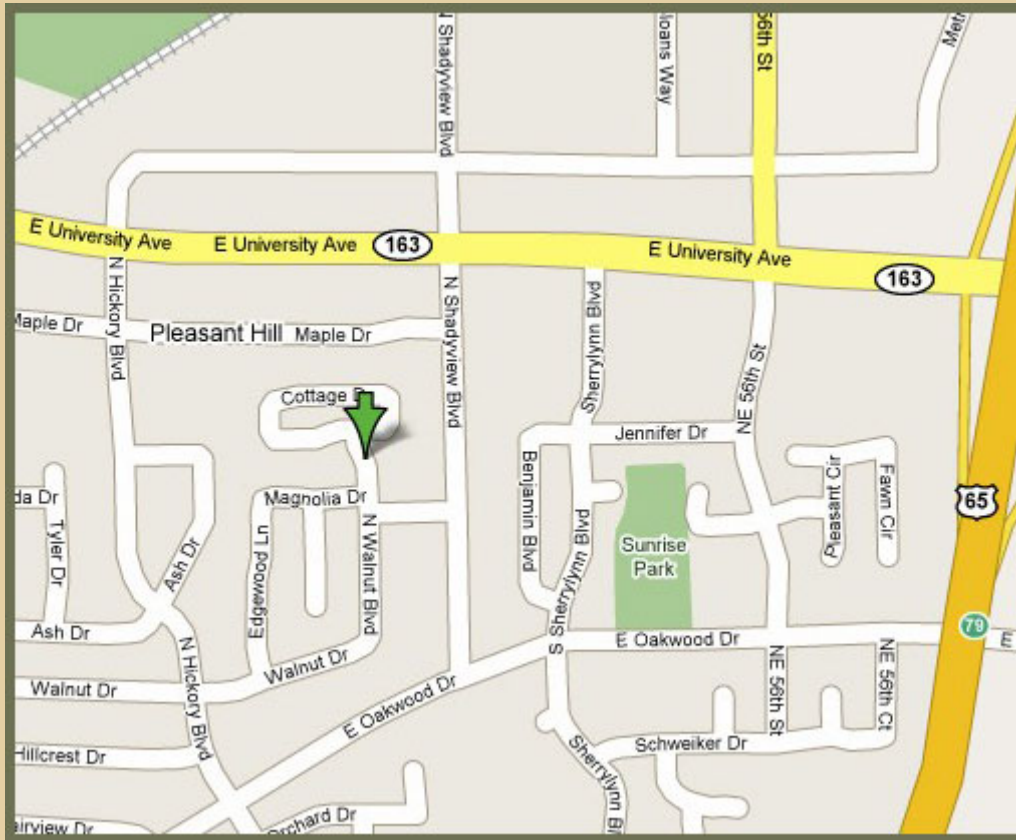 N Shadyview Blvd
56th St
E University Ave
E University Ave
163
E University Ave
163
N Hickory Blvd
N Shadyview Blvd
Sherrylynn Blvd
Maple Dr
Pleasant Hill
Maple Dr
NE 56th St
Cottage
Jennifer Dr
Benjamin Blvd
Pleasant Cir
Fawn Cir
Magnolia Dr
65
Tyler Dr
Ash Dr
Edgewood Ln
N Walnut Blvd
S Sherrylynn Blvd
Sunrise
Park
Ash Dr
79
E Oakwood Dr
E
N Hickory Blvd
Walnut Dr
Walnut Dr
E Oakwood Dr
NE 56th St
NE 56th Ct
Hillcrest Dr
Sherrylynn Blvd
Schweiker Dr
Orchard Dr
Dr